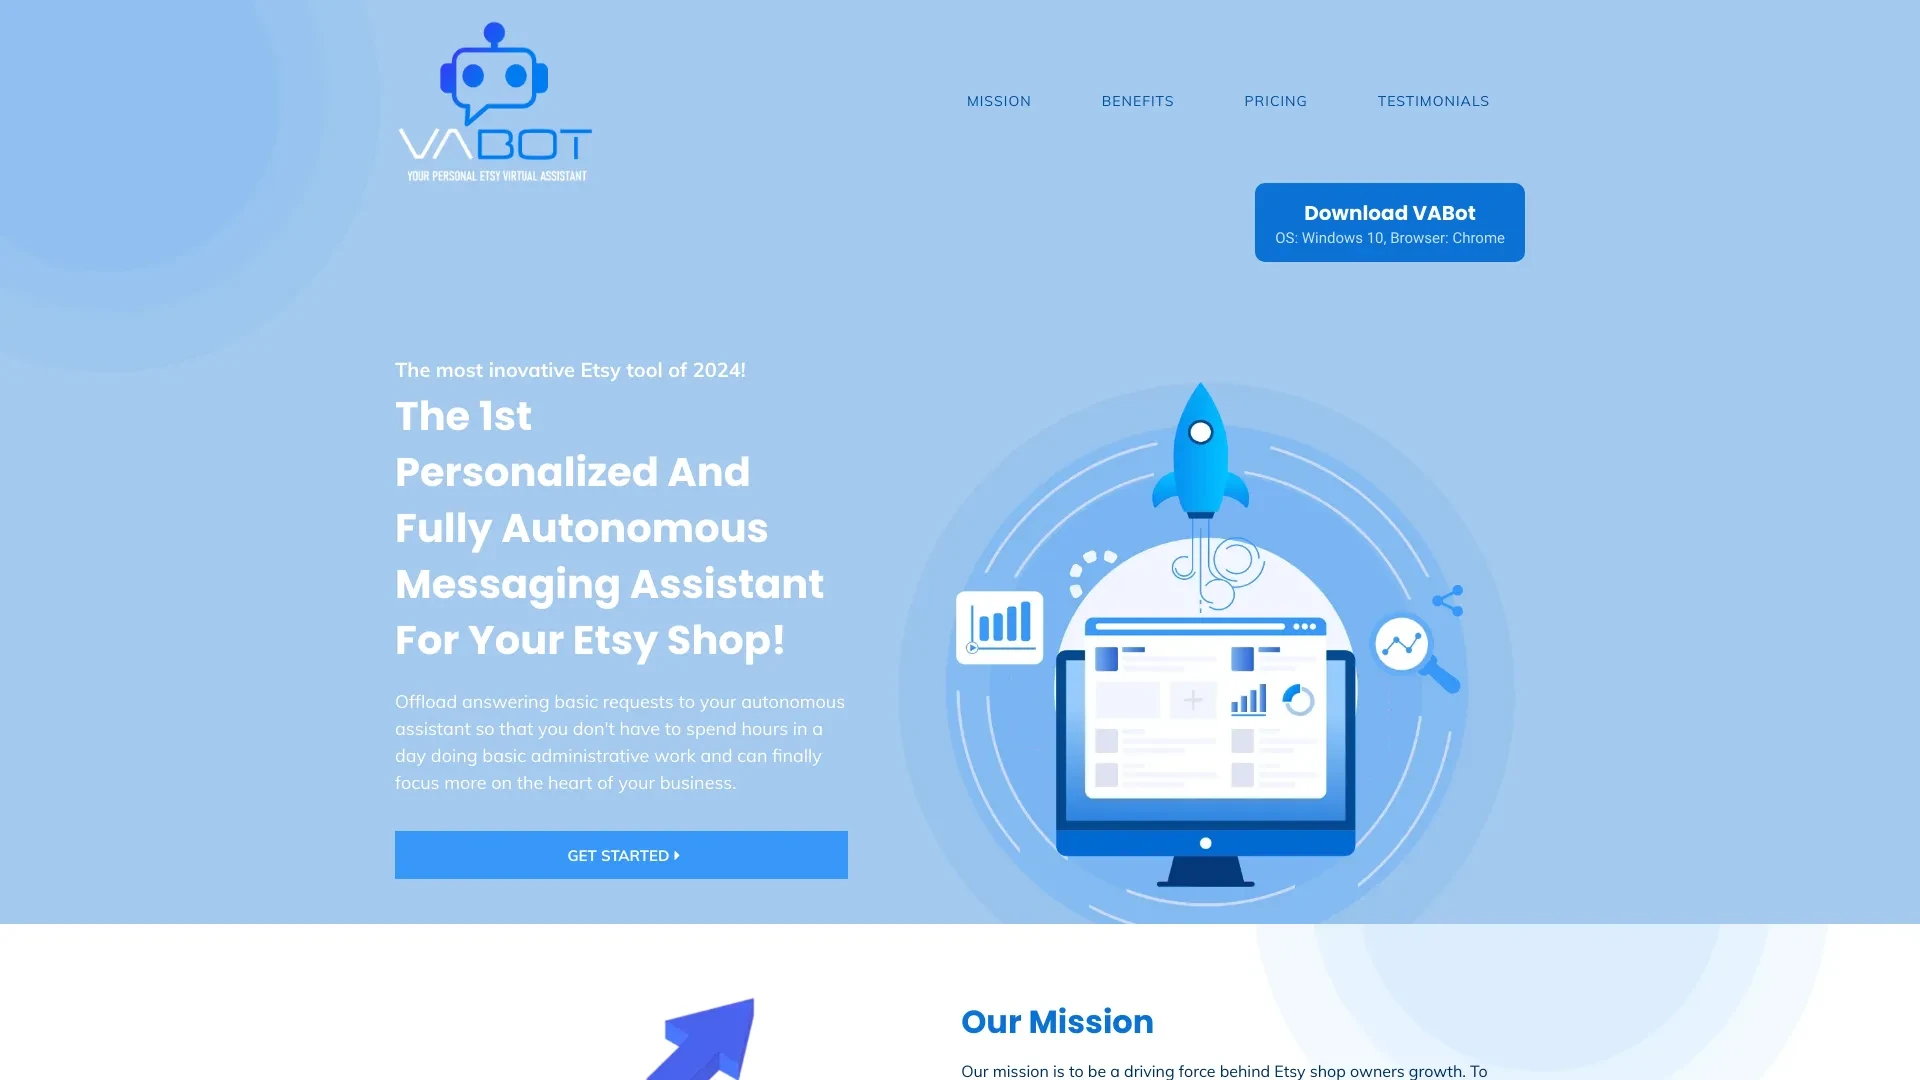 VABOT
YOUR PERSONAL ETSY VIRTUAL ASSISTANT
MISSION
BENEFITS
PRICING
TESTIMONIALS
Download VABot
OS: Windows 10, Browser: Chrome
The most inovative Etsy tool of 2024!
The 1st
Personalized And
Fully Autonomous
Messaging Assistant
For Your Etsy Shop!
Offload answering basic requests to your autonomous
assistant so that you don't have to spend hours in a
day doing basic administrative work and can finally
focus more on the heart of your business.
GET STARTED
Our Mission
Our mission is to be a driving force behind Etsy shop owners growth. To